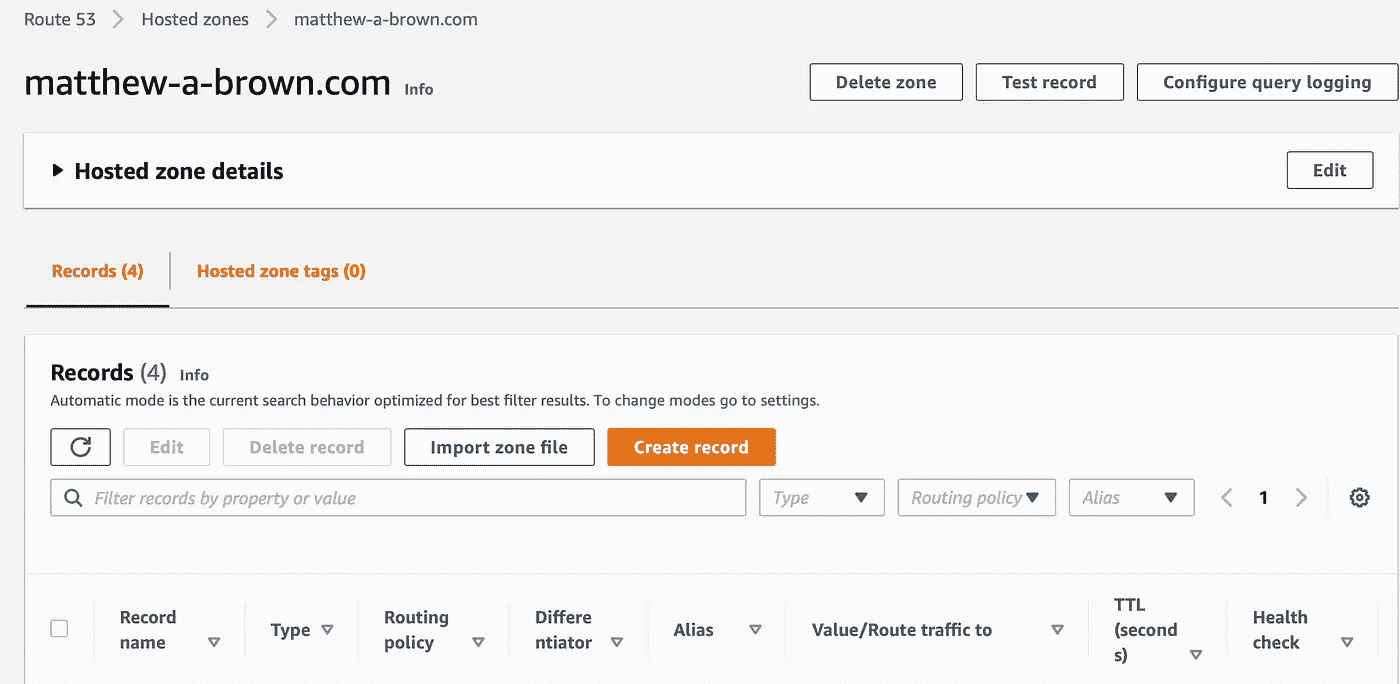 Route 53 > Hosted zones > matthew-a-brown.com
matthew-a-brown.com Info
Delete zone Test record Configure query logging
Hosted zone details Edit
Records (4) Hosted zone tags (0)
Records (4) Info
Automatic mode is the current search behavior optimized for best filter results. To change modes go to settings.
Edit Delete record Import zone file Create record
Filter records by property or value Type Routing policy Alias 1
Record name Type Routing policy Differentiator Alias Value/Route traffic to TTL (seconds) Health check